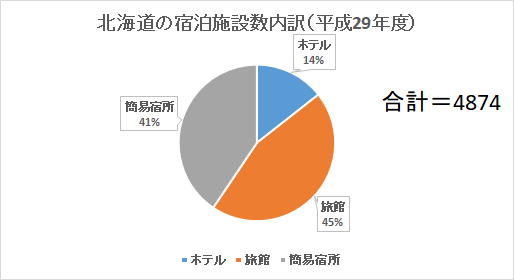 北海道の宿泊施設数内訳(平成29年度)
ホテル
14%
合計＝4874
簡易宿所
41%
旅館
45%
ホテル 旅館 簡易宿所